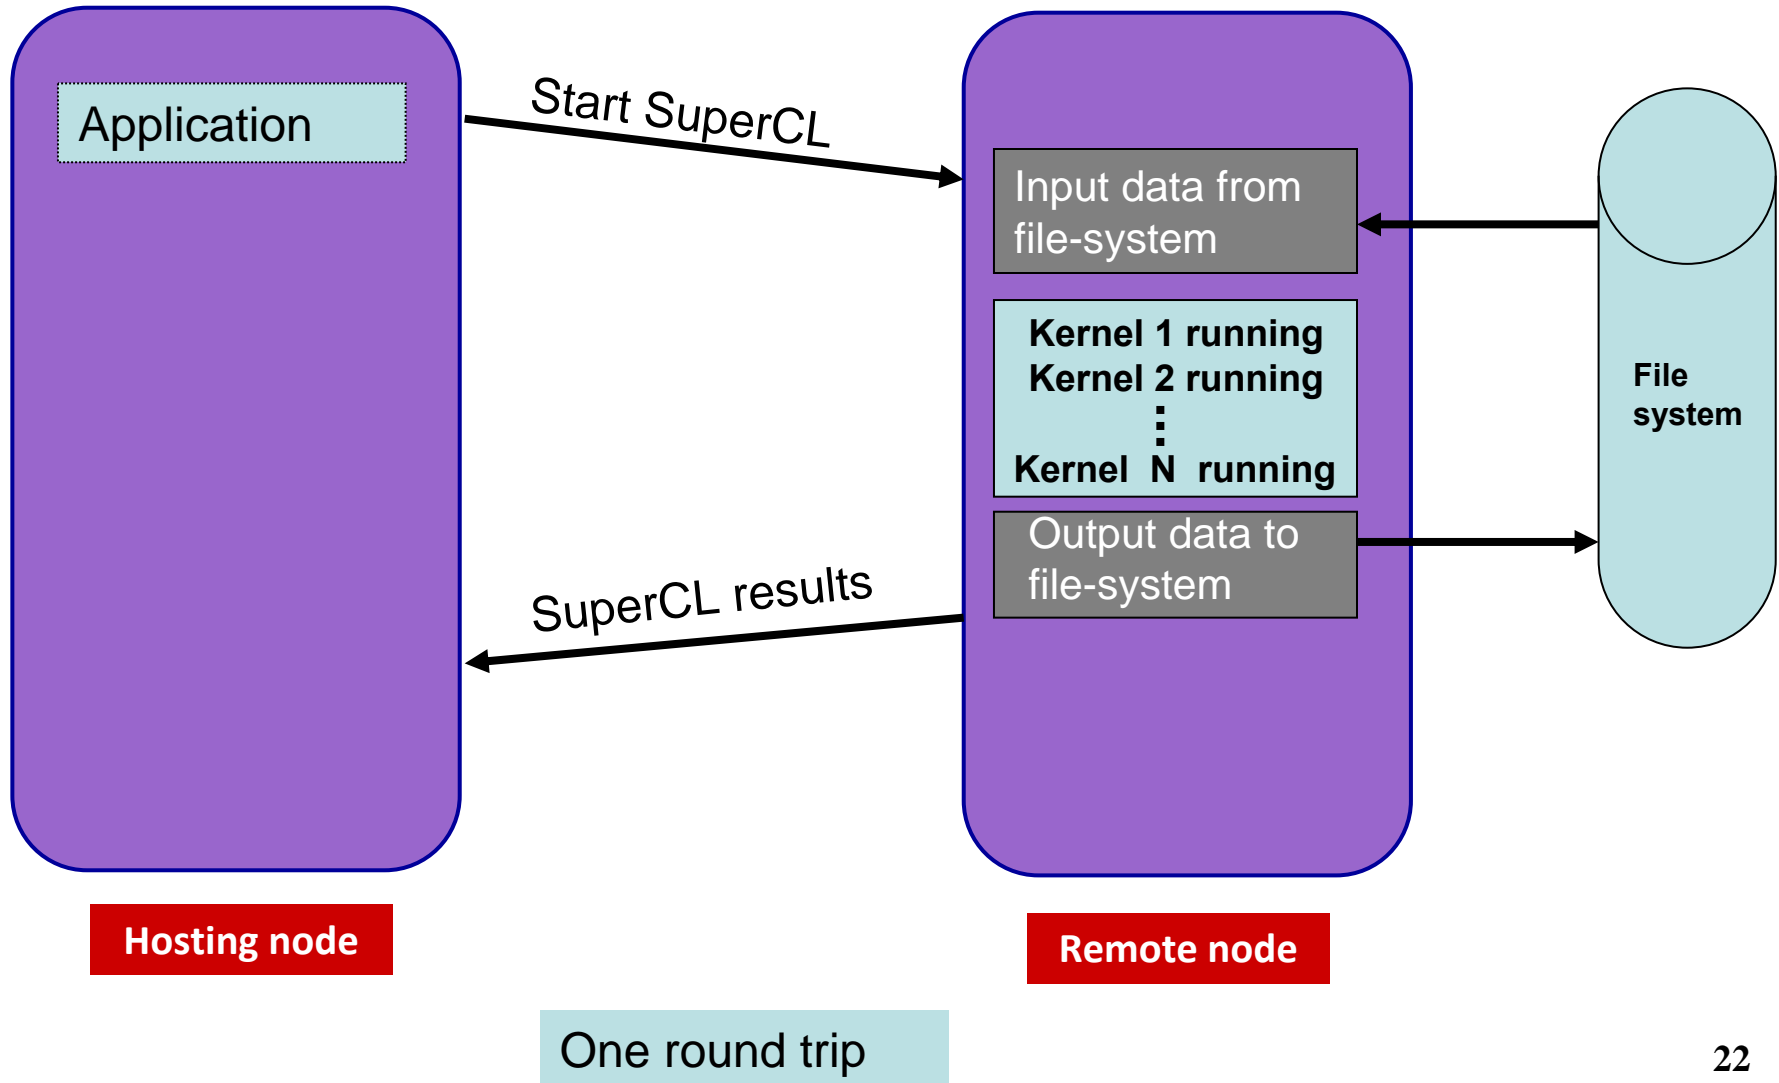 Application
Start SuperCL
Input data from
file-system
Kernel 1 running
Kernel 2 running
Kernel N running
File
system
Output data to
file-system
SuperCL results
Hosting node
Remote node
One round trip
22